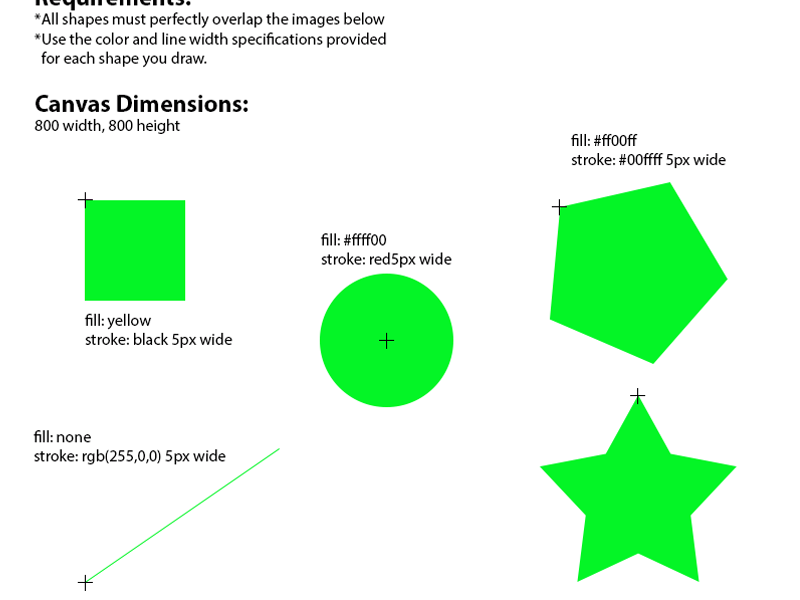 Requirements:
*All shapes must perfectly overlap the images below
*Use the color and line width specifications provided
for each shape you draw.
Canvas Dimensions:
800 width, 800 height
fill: #ff00ff
stroke: #00ffff 5px wide
fill: #ffff00
stroke: red5px wide
fill: yellow
stroke: black 5px wide
fill: none
stroke: rgb(255,0,0) 5px wide